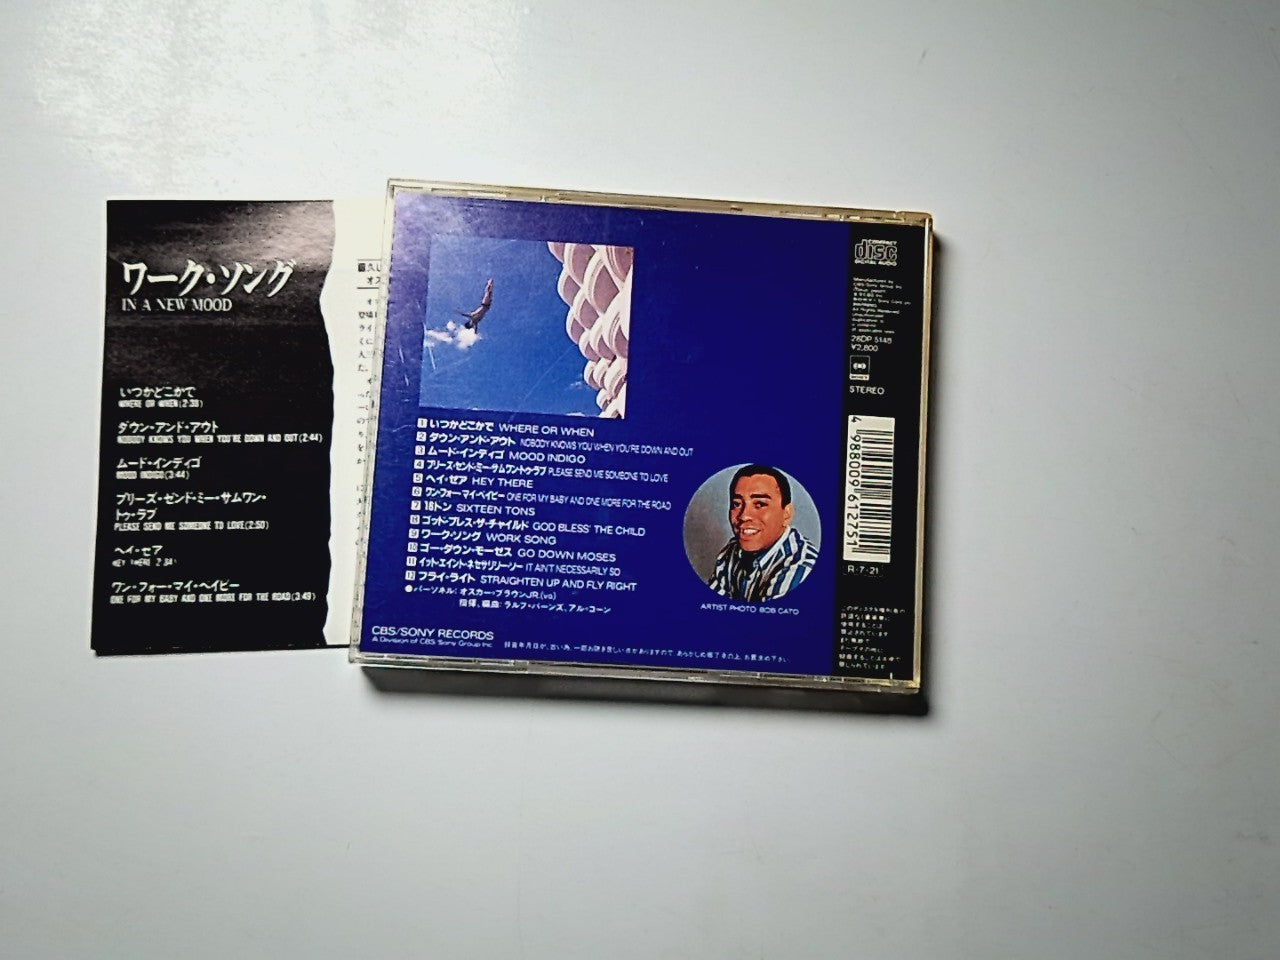 ワーク・ソング
IN A NEW MOOD
いつかどこかで
WHERE OR WHEN(2:38)
ダウン・アンド・アウト
NOBODY KNOWS YOU WHEN YOU'RE DOWN AND OUT(2:44)
ムード・インディゴ
MOOD INDIGO(3:44)
プリーズ・センド・ミー・サムワン・
トゥ・ラブ
PLEASE SEND ME SOMEONE TO LOVE(2:50)
ヘイ・ゼア
HEY THERE
ワン・フォー・マイ・ベイビー
ONE FOR MY BABY AND ONE MORE FOR THE ROAD(3:49)
1 いつかどこかで WHERE OR WHEN
2 ダウン・アンド・アウト NOBODY KNOWS YOU WHEN YOU'RE DOWN AND OUT
3 ムード・インディゴ MOOD INDIGO
4 プリーズ・センド・ミー・サムワン・トゥ・ラブ PLEASE SEND ME SOMEONE TO LOVE
5 ヘイ・ゼア HEY THERE
6 ワン・フォー・マイ・ベイビー ONE FOR MY BABY AND ONE MORE FOR THE ROAD
7 16トン SIXTEEN TONS
8 ゴッド・ブレス・ザ・チャイルド GOD BLESS' THE CHILD
9 ワーク・ソング WORK SONG
10 ゴー・ダウン・モーゼス GO DOWN MOSES
11 イット・エイント・ネセサリリー・ソー IT AIN'T NECESSARILY SO
12 フライ・ライト STRAIGHTEN UP AND FLY RIGHT
●パーソネル：オスカー・ブラウンJR.(vo)
指揮、編曲：ラルフ・バーンズ、アル・コーン
CBS/SONY RECORDS
A Division of CBS/Sony Group Inc.
ARTIST PHOTO: BOB CATO
COMPACT
disc
DIGITAL AUDIO
28DP 5148
¥2,800
STEREO
4 988009 612751
R-7・21